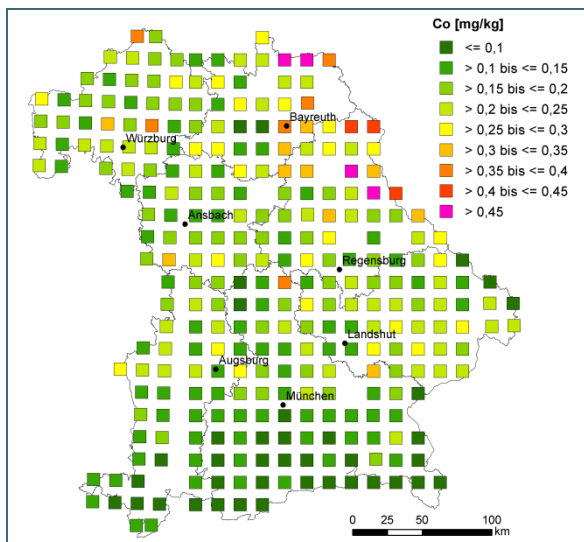 Co [mg/kg]
<= 0,1
> 0,1 bis <= 0,15
> 0,15 bis <= 0,2
> 0,2 bis <= 0,25
> 0,25 bis <= 0,3
> 0,3 bis <= 0,35
> 0,35 bis <= 0,4
> 0,4 bis <= 0,45
> 0,45
Bayreuth
Würzburg
Ansbach
Regensburg
Landshut
Augsburg
München
0 25 50 100
km